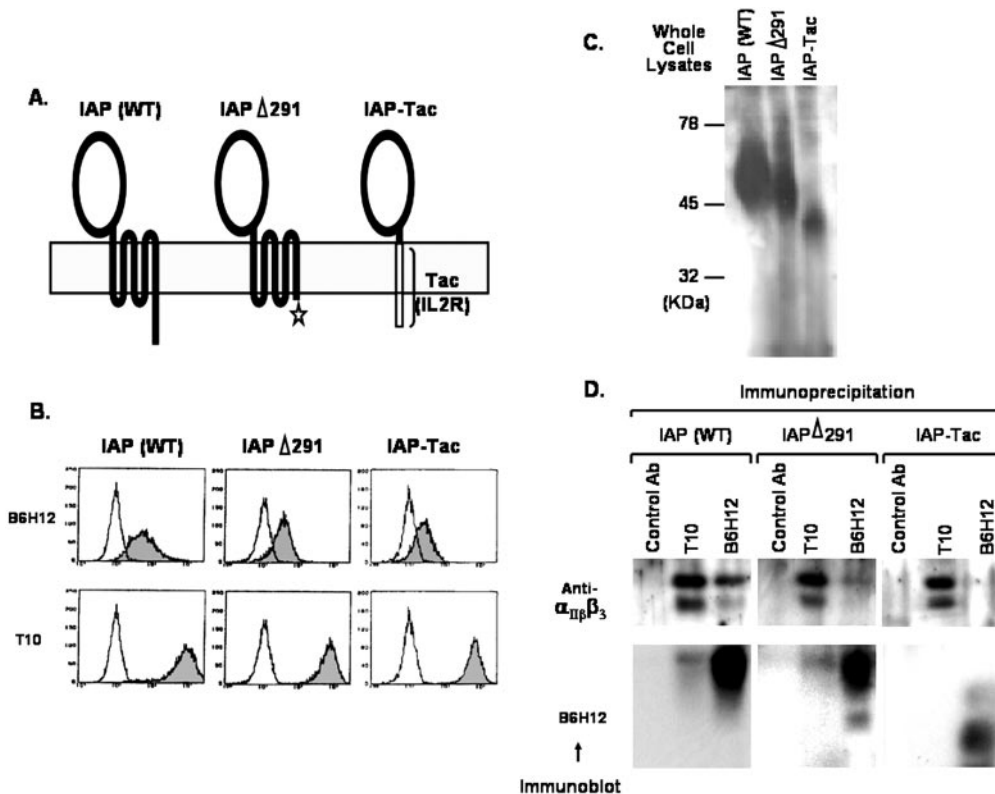 A.
IAP (WT) IAP Δ291 IAP-Tac
Tac
(IL2R)
B.
IAP (WT) IAP Δ291 IAP-Tac
B6H12
T10
C.
Whole
Cell
Lysates
IAP (WT)
IAP Δ291
IAP-Tac
78
45
32
(KDa)
D.
Immunoprecipitation
IAP (WT) IAP Δ291 IAP-Tac
Control Ab
T10
B6H12
Control Ab
T10
B6H12
Control Ab
T10
B6H12
Anti-
αIIβ β3
B6H12
Immunoblot